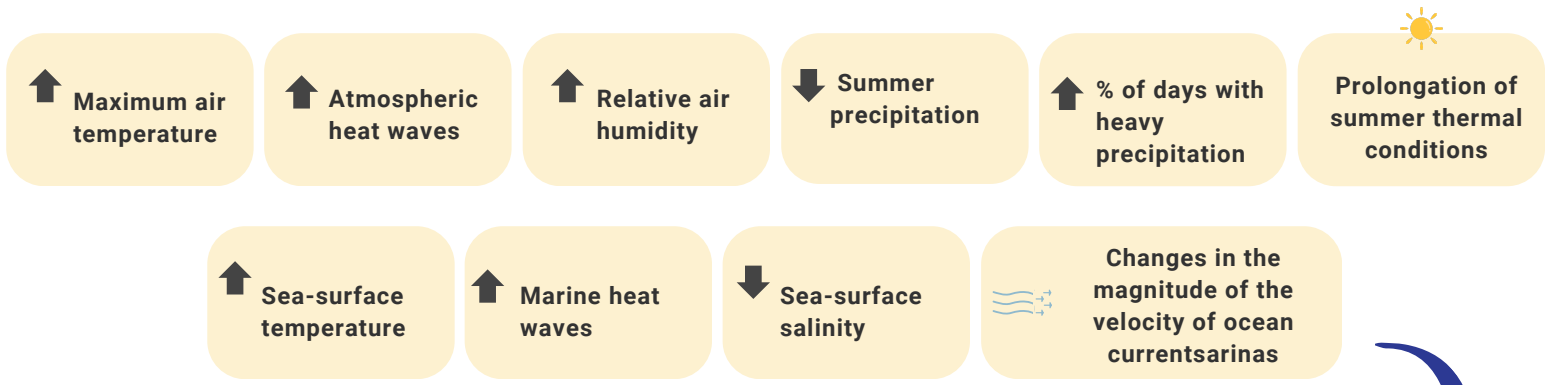 Maximum air
temperature
Atmospheric
heat waves
Relative air
humidity
Summer
precipitation
% of days with
heavy
precipitation
Prolongation of
summer thermal
conditions
Sea-surface
temperature
Marine heat
waves
Sea-surface
salinity
Changes in the
magnitude of the
velocity of ocean
currentsarinas